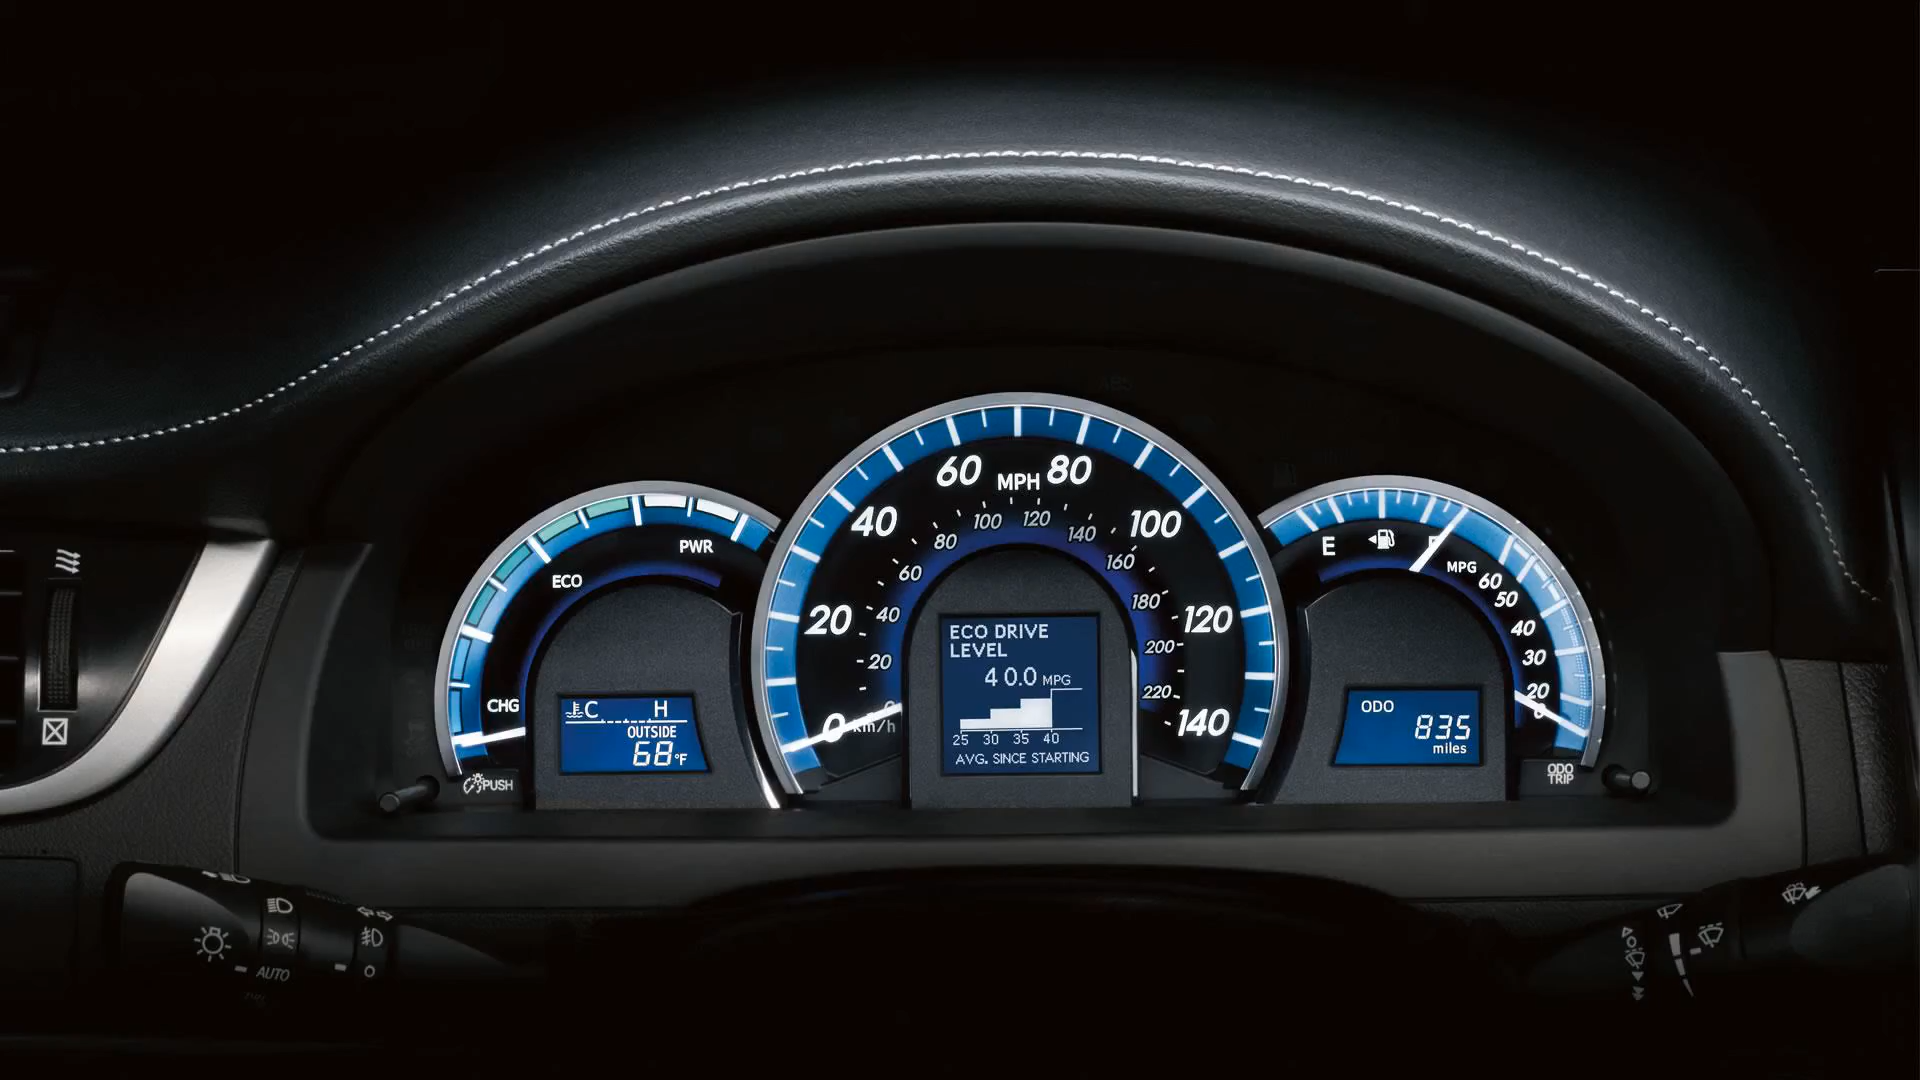 ECO
PWR
CHG
C H
OUTSIDE
68°F
PUSH
MPH
0
20
40
60
80
100
120
140
km/h
0
20
40
60
80
100
120
140
160
180
200
220
ECO DRIVE
LEVEL
40.0 MPG
25 30 35 40
AVG. SINCE STARTING
E
MPG
60
50
40
30
20
0
ODO
835
miles
ODO
TRIP
AUTO